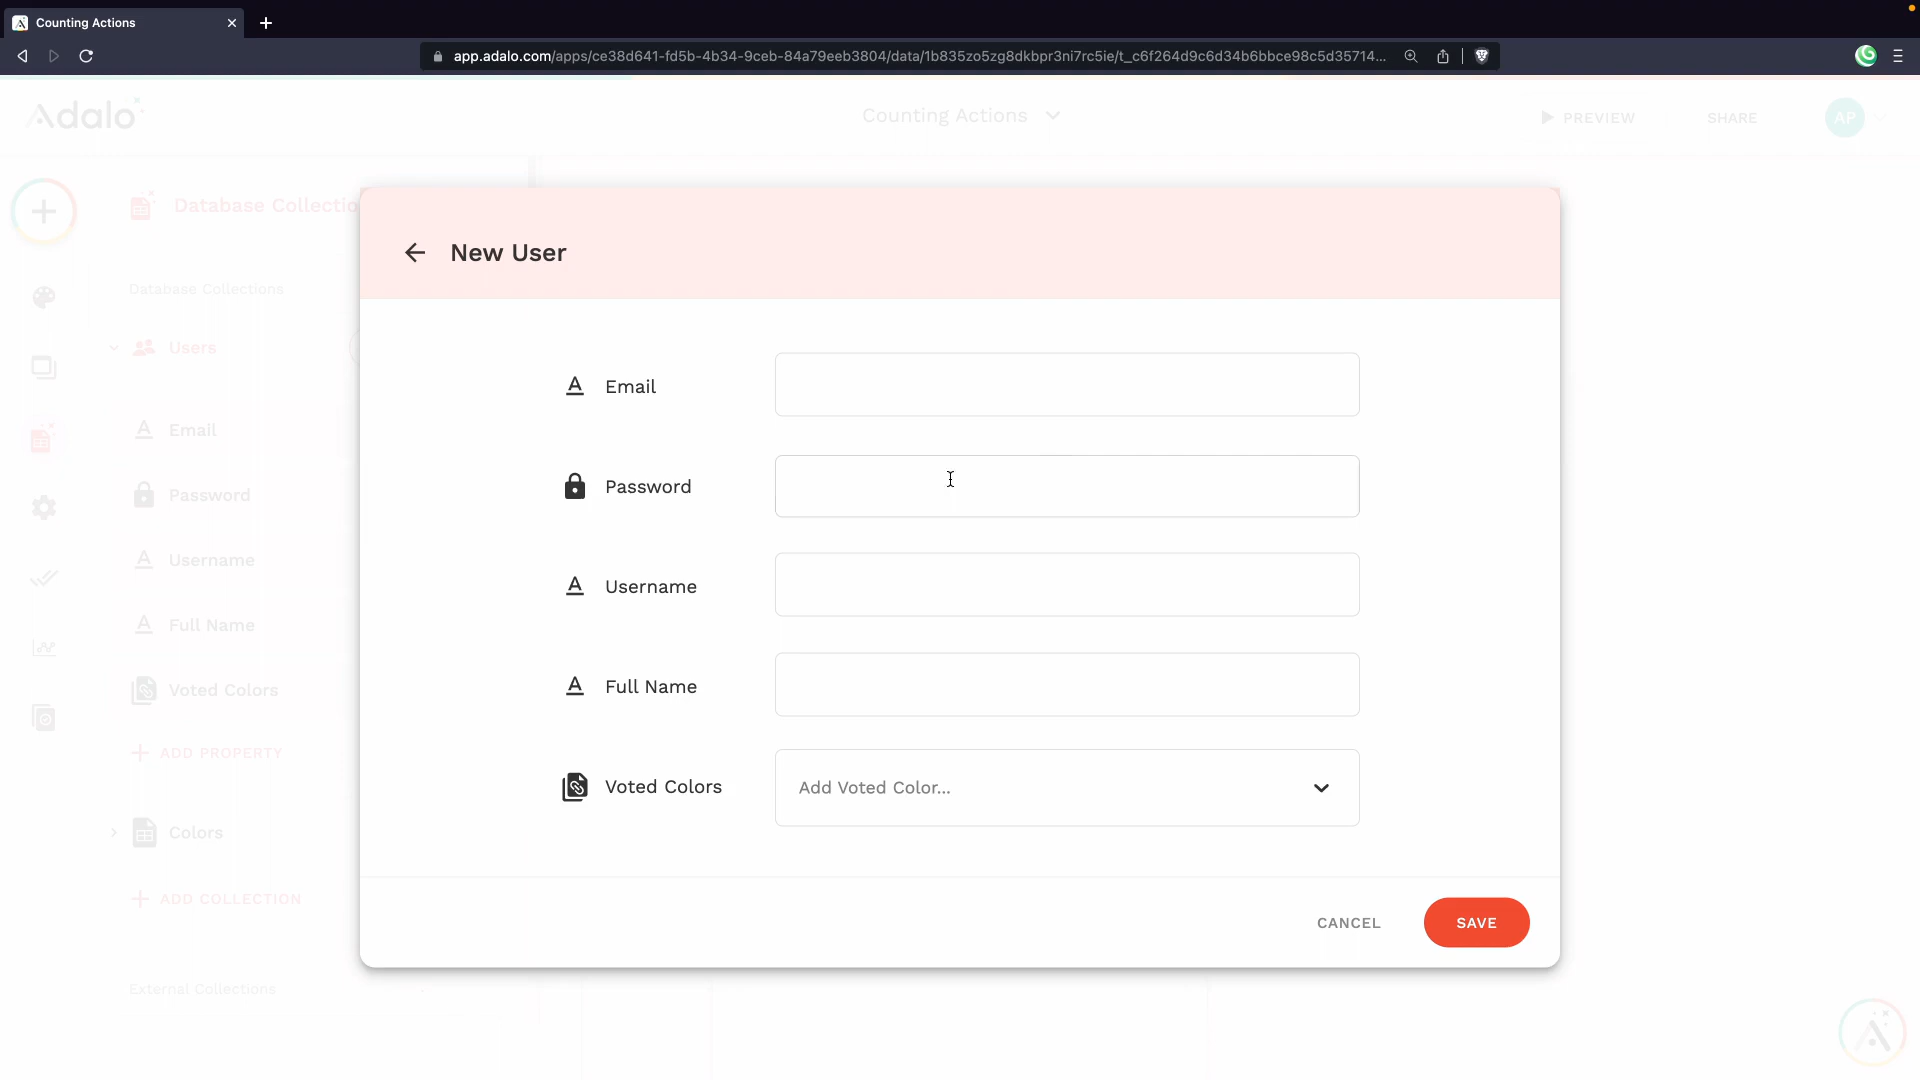 Counting Actions
app.adalo.com/apps/ce38d641-fd5b-4b34-9ceb-84a79eeb3804/data/1b835zo5zg8dkbpr3ni7rc5ie/t_c6f264d9c6d34b6bbce98c5d35714...
Adalo
Counting Actions
PREVIEW
SHARE
AP
Database Collectio
Database Collections
Users
Email
Password
Username
Full Name
Voted Colors
ADD PROPERTY
Colors
ADD COLLECTION
External Collections
New User
Email
Password
Username
Full Name
Voted Colors
Add Voted Color...
CANCEL
SAVE